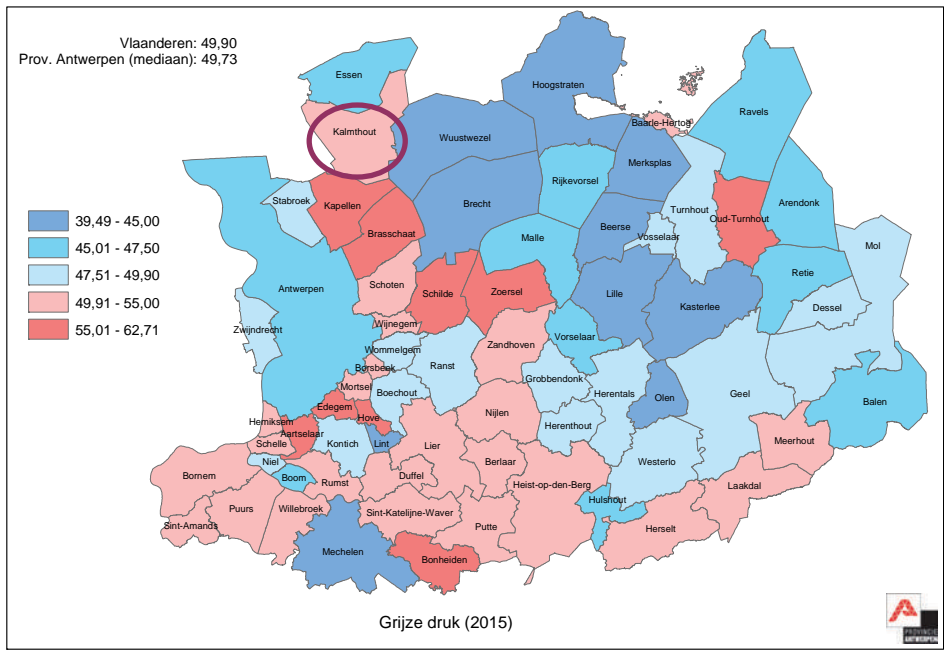 Vlaanderen: 49,90
Prov. Antwerpen (mediaan): 49,73
39,49 - 45,00
45,01 - 47,50
47,51 - 49,90
49,91 - 55,00
55,01 - 62,71
Essen
Hoogstraten
Kalmthout
Baarle-Hertog
Ravels
Wuustwezel
Merksplas
Rijkevorsel
Stabroek
Kapellen
Brecht
Turnhout
Arendonk
Oud-Turnhout
Brasschaat
Malle
Beerse
Vosselaar
Mol
Antwerpen
Schoten
Schilde
Zoersel
Lille
Kasterlee
Retie
Dessel
Zwijndrecht
Wijnegem
Wommelgem
Zandhoven
Vorselaar
Borsbeek
Ranst
Mortsel
Boechout
Grobbendonk
Herentals
Geel
Olen
Balen
Edegem
Hove
Nijlen
Hemiksem
Aartselaar
Herenthout
Schelle
Kontich
Lint
Lier
Meerhout
Niel
Berlaar
Westerlo
Bornem
Boom
Rumst
Duffel
Heist-op-den-Berg
Laakdal
Hulshout
Puurs
Willebroek
Sint-Katelijne-Waver
Sint-Amands
Putte
Herselt
Mechelen
Bonheiden
Grijze druk (2015)
PROVINCIE
ANTWERPEN